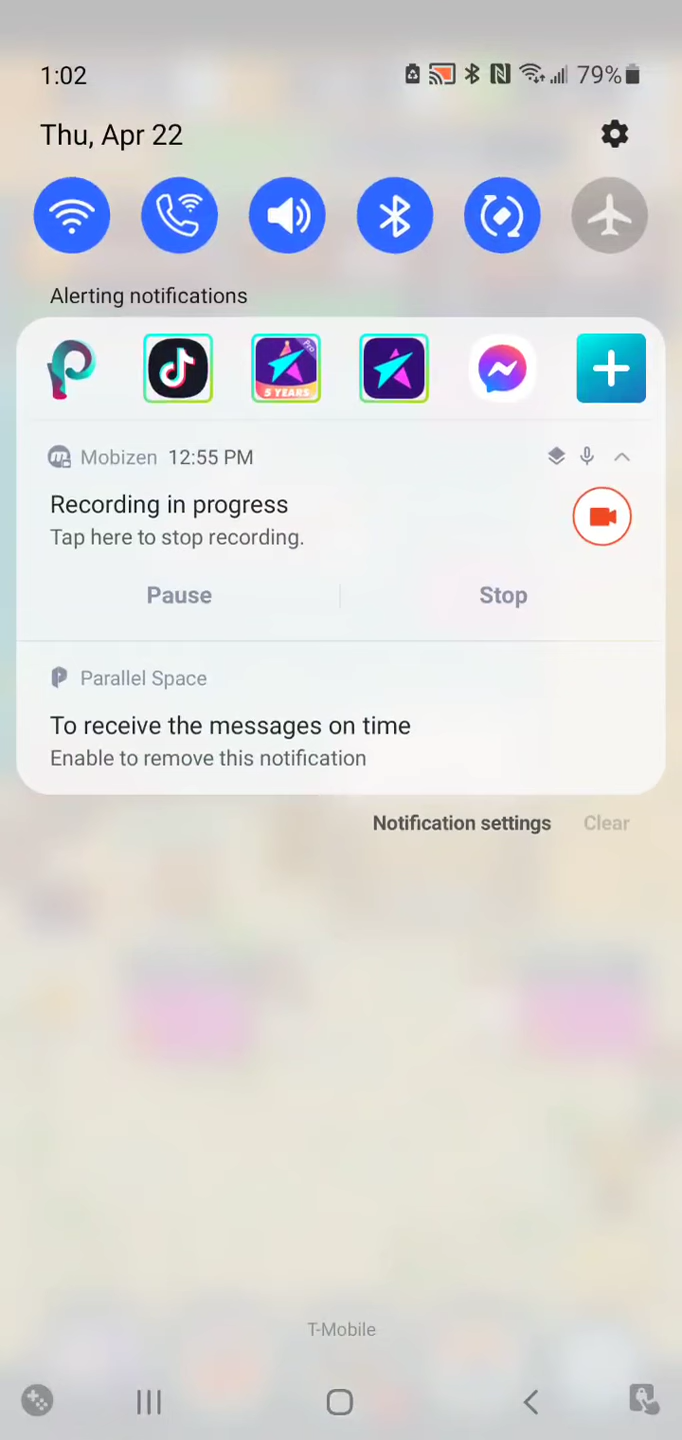 1:02
79%
Thu, Apr 22
Alerting notifications
Pro
5 YEARS
Mobizen 12:55 PM
Recording in progress
Tap here to stop recording.
Pause
Stop
Parallel Space
To receive the messages on time
Enable to remove this notification
Notification settings
Clear
T-Mobile